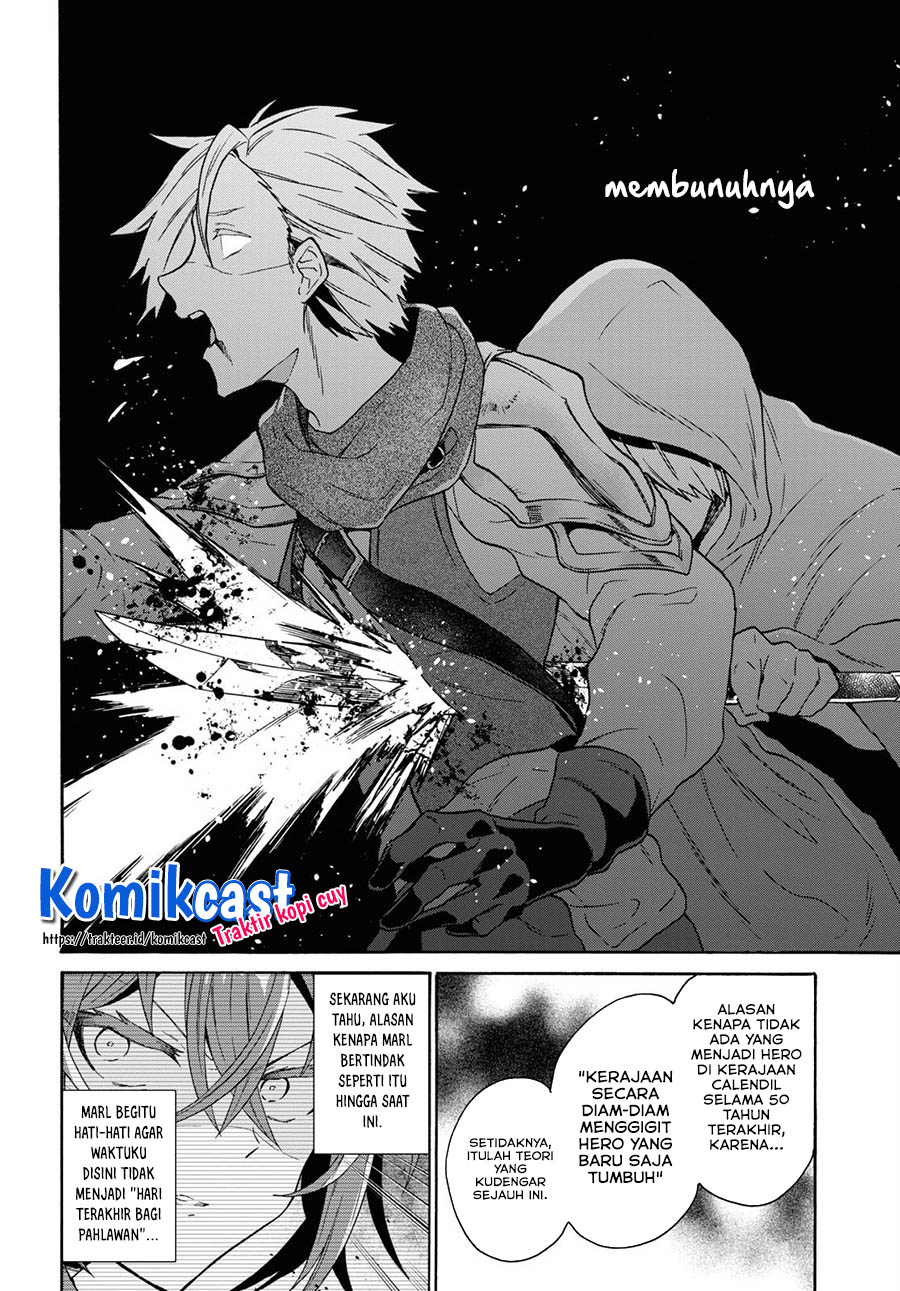 membunuhnya
Komikcast
Traktir kopi cuy
https://trakteer.id/komikcast
ALASAN
KENAPA TIDAK
ADA YANG
MENJADI HERO
DI KERAJAAN
CALENDIL
SELAMA 50
TAHUN
TERAKHIR,
KARENA...
"KERAJAAN
SECARA
DIAM-DIAM
MENGGIGIT
HERO YANG
BARU SAJA
TUMBUH"
SETIDAKNYA,
ITULAH TEORI
YANG
KUDENGAR
SEJAUH INI.
SEKARANG AKU
TAHU, ALASAN
KENAPA MARL
BERTINDAK
SEPERTI ITU
HINGGA SAAT
INI.
MARL BEGITU
HATI-HATI AGAR
WAKTUKU
DISINI TIDAK
MENJADI "HARI
TERAKHIR BAGI
PAHLAWAN"...